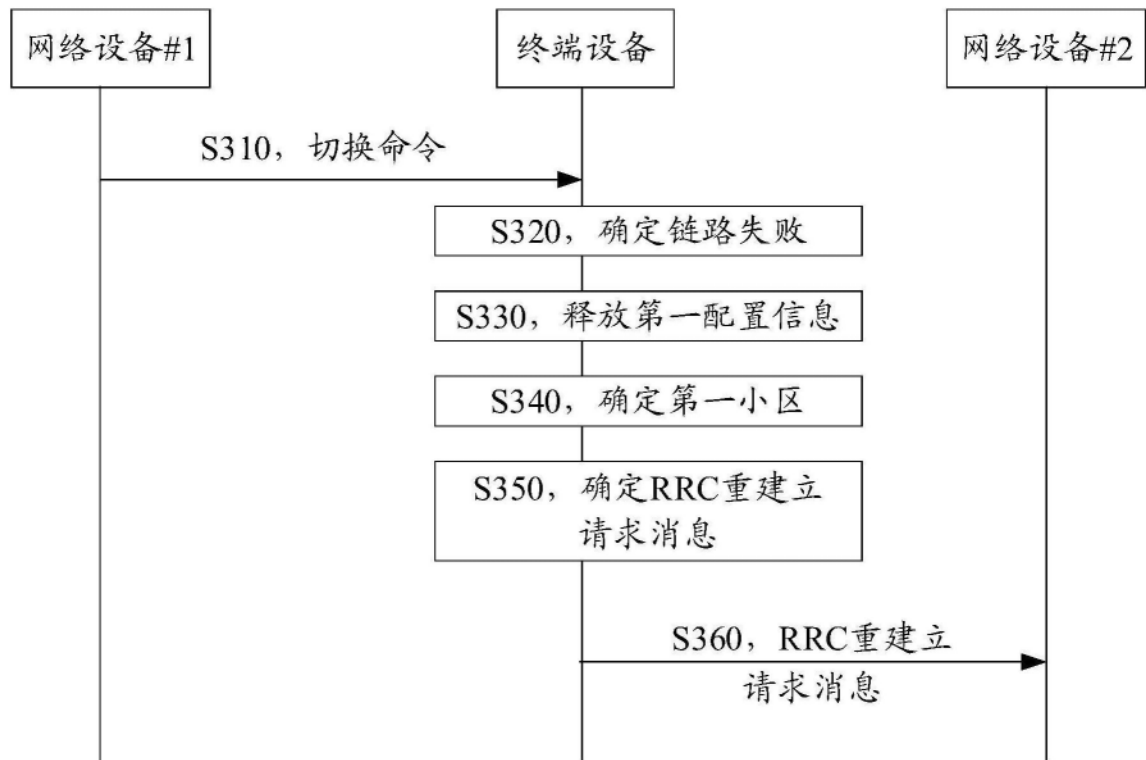 网络设备#1
终端设备
网络设备#2
S310，切换命令
S320，确定链路失败
S330，释放第一配置信息
S340，确定第一小区
S350，确定RRC重建立
请求消息
S360，RRC重建立
请求消息